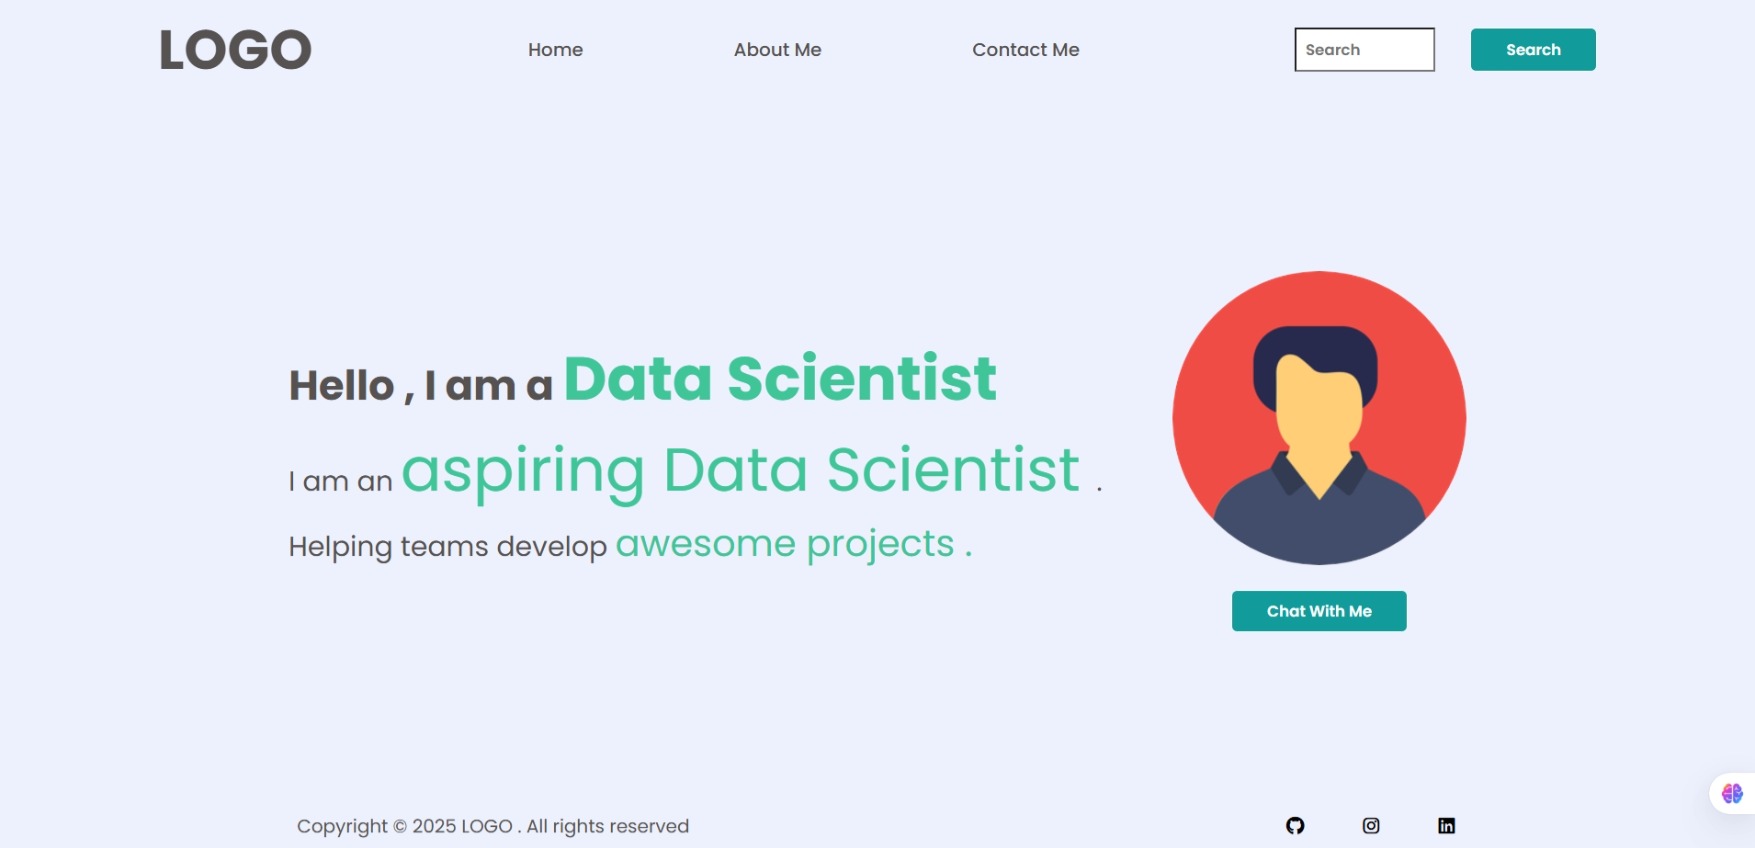 LOGO
Home
About Me
Contact Me
Search
Search
Hello , I am a Data Scientist
I am an aspiring Data Scientist .
Helping teams develop awesome projects .
Chat With Me
Copyright © 2025 LOGO . All rights reserved
in